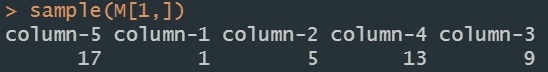 > sample(M[1,])
column-5 column-1 column-2 column-4 column-3
17 1 5 13 9